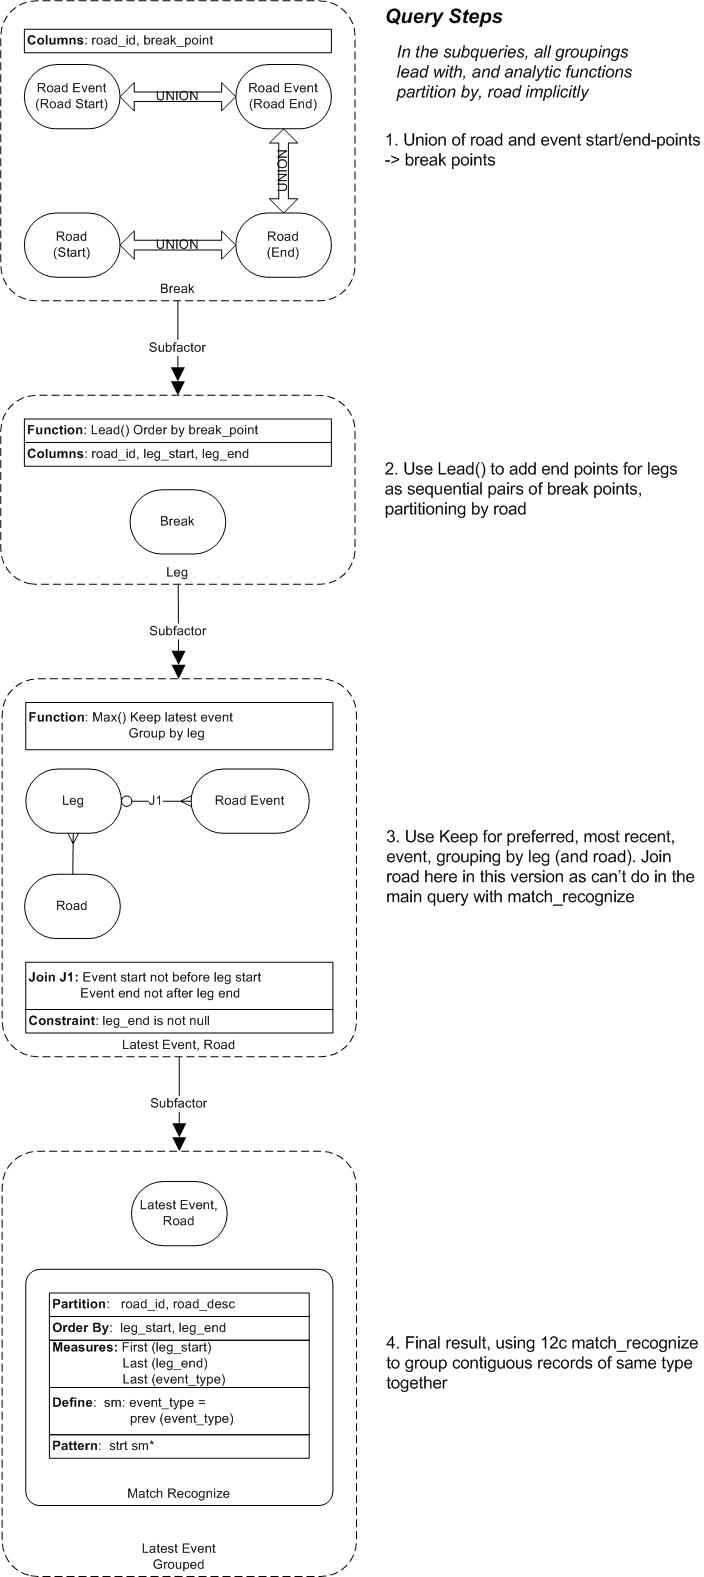 Query Steps
In the subqueries, all groupings
lead with, and analytic functions
partition by, road implicitly
Columns: road_id, break_point
Road Event
(Road Start)
UNION
Road Event
(Road End)
UNION
Road
(Start)
UNION
Road
(End)
Break
1. Union of road and event start/end-points
-> break points
Subfactor
Function: Lead() Order by break_point
Columns: road_id, leg_start, leg_end
Break
Leg
2. Use Lead() to add end points for legs
as sequential pairs of break points,
partitioning by road
Subfactor
Function: Max() Keep latest event
Group by leg
Leg
J1
Road Event
Road
Join J1: Event start not before leg start
Event end not after leg end
Constraint: leg_end is not null
Latest Event, Road
3. Use Keep for preferred, most recent,
event, grouping by leg (and road). Join
road here in this version as can't do in the
main query with match_recognize
Subfactor
Latest Event,
Road
Partition: road_id, road_desc
Order By: leg_start, leg_end
Measures: First (leg_start)
Last (leg_end)
Last (event_type)
Define: sm: event_type =
prev (event_type)
Pattern: strt sm*
Match Recognize
Latest Event
Grouped
4. Final result, using 12c match_recognize
to group contiguous records of same type
together